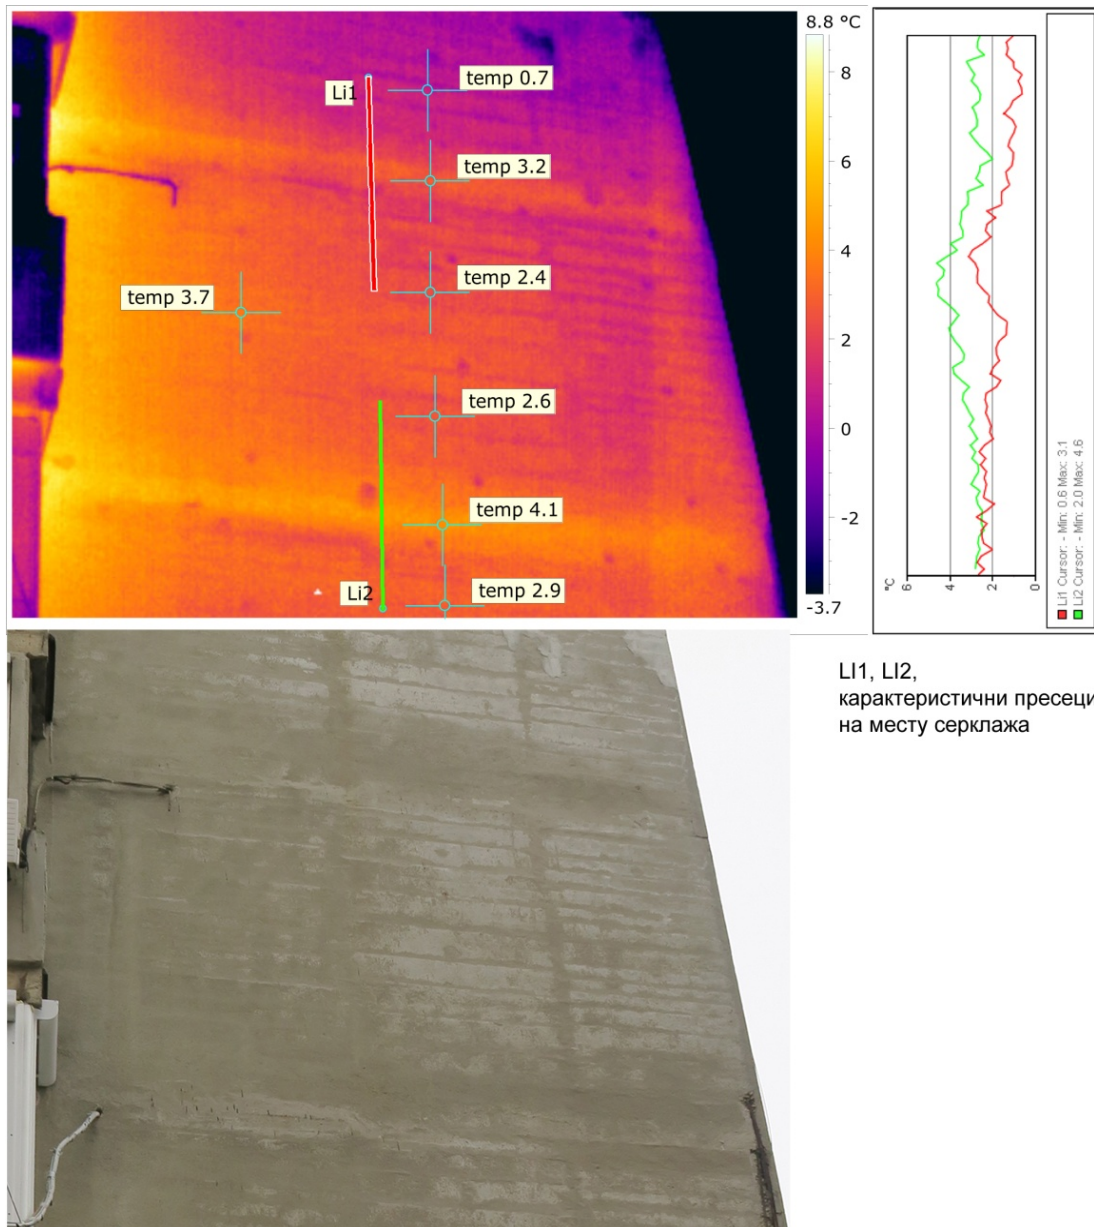 8.8 °C
Li1
temp 0.7
8
temp 3.2
6
temp 2.4
4
temp 3.7
2
temp 2.6
0
temp 4.1
-2
Li2
temp 2.9
-3.7
°C
6
4
2
0
Li1 Cursor: - Min: 0.6 Max: 3.1
Li2 Cursor: - Min: 2.0 Max: 4.6
LI1, LI2,
карактеристични пресеци
на месту серклажа